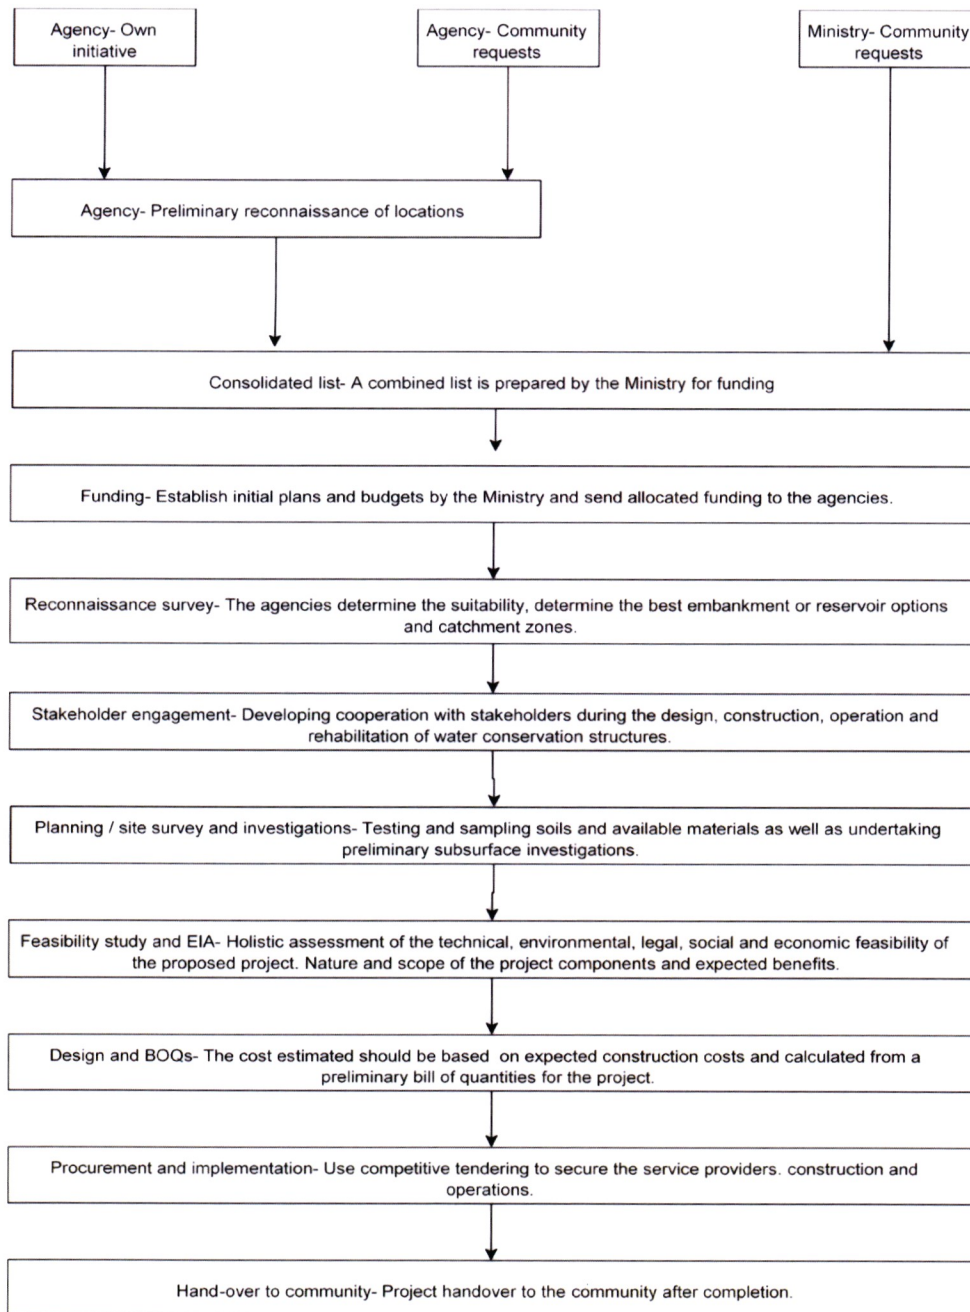 Agency- Own
initiative
Agency- Community
requests
Ministry- Community
requests
Agency- Preliminary reconnaissance of locations
Consolidated list- A combined list is prepared by the Ministry for funding
Funding- Establish initial plans and budgets by the Ministry and send allocated funding to the agencies.
Reconnaissance survey- The agencies determine the suitability, determine the best embankment or reservoir options
and catchment zones.
Stakeholder engagement- Developing cooperation with stakeholders during the design, construction, operation and
rehabilitation of water conservation structures.
Planning / site survey and investigations- Testing and sampling soils and available materials as well as undertaking
preliminary subsurface investigations.
Feasibility study and EIA- Holistic assessment of the technical, environmental, legal, social and economic feasibility of
the proposed project. Nature and scope of the project components and expected benefits.
Design and BOQs- The cost estimated should be based on expected construction costs and calculated from a
preliminary bill of quantities for the project.
Procurement and implementation- Use competitive tendering to secure the service providers. construction and
operations.
Hand-over to community- Project handover to the community after completion.